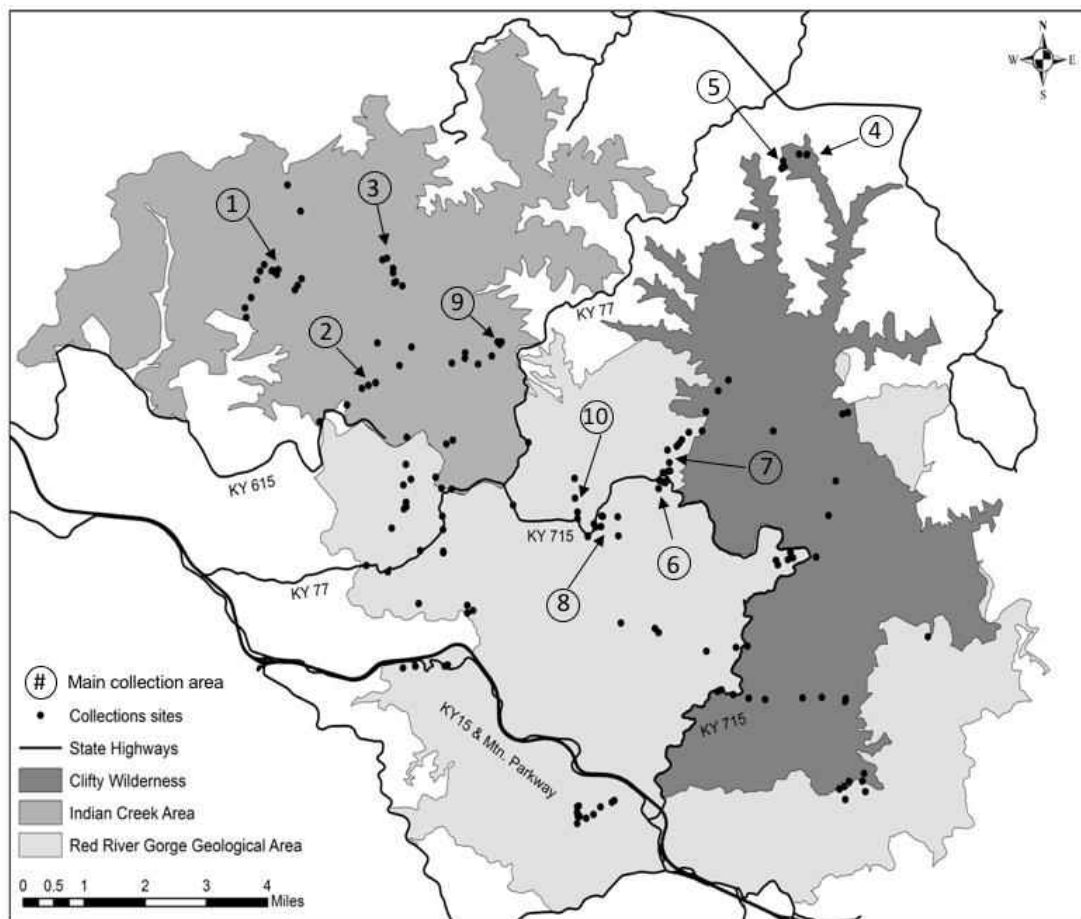 N
W E
S
5
4
1
3
KY 77
9
2
10
7
KY 615
KY 715
6
8
KY 77
# Main collection area
Collections sites
State Highways
Clifty Wilderness
Indian Creek Area
Red River Gorge Geological Area
KY15 & Mtn. Parkway
KY 715
0 0.5 1 2 3 4
Miles